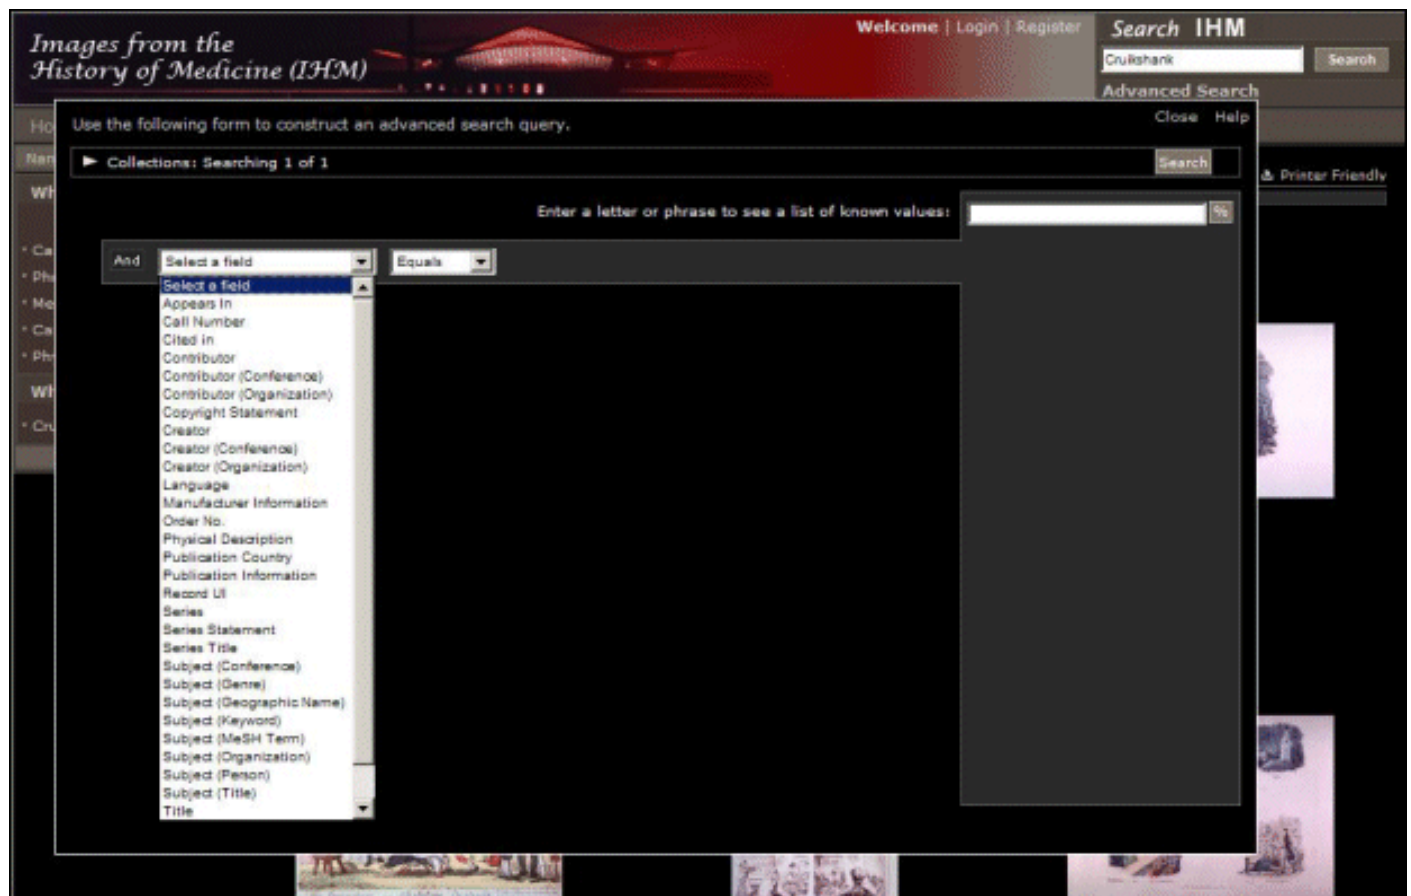 Images from the
History of Medicine (IHM)
Welcome | Login | Register
Search IHM
Cruikshank
Search
Advanced Search
Close Help
Use the following form to construct an advanced search query.
► Collections: Searching 1 of 1
Search
Printer Friendly
Enter a letter or phrase to see a list of known values:
%
And
Select a field
Equals
Select a field
Appears In
Call Number
Cited in
Contributor
Contributor (Conference)
Contributor (Organization)
Copyright Statement
Creator
Creator (Conference)
Creator (Organization)
Language
Manufacturer Information
Order No.
Physical Description
Publication Country
Publication Information
Record UI
Series
Series Statement
Series Title
Subject (Conference)
Subject (Genre)
Subject (Geographic Name)
Subject (Keyword)
Subject (MeSH Term)
Subject (Organization)
Subject (Person)
Subject (Title)
Title